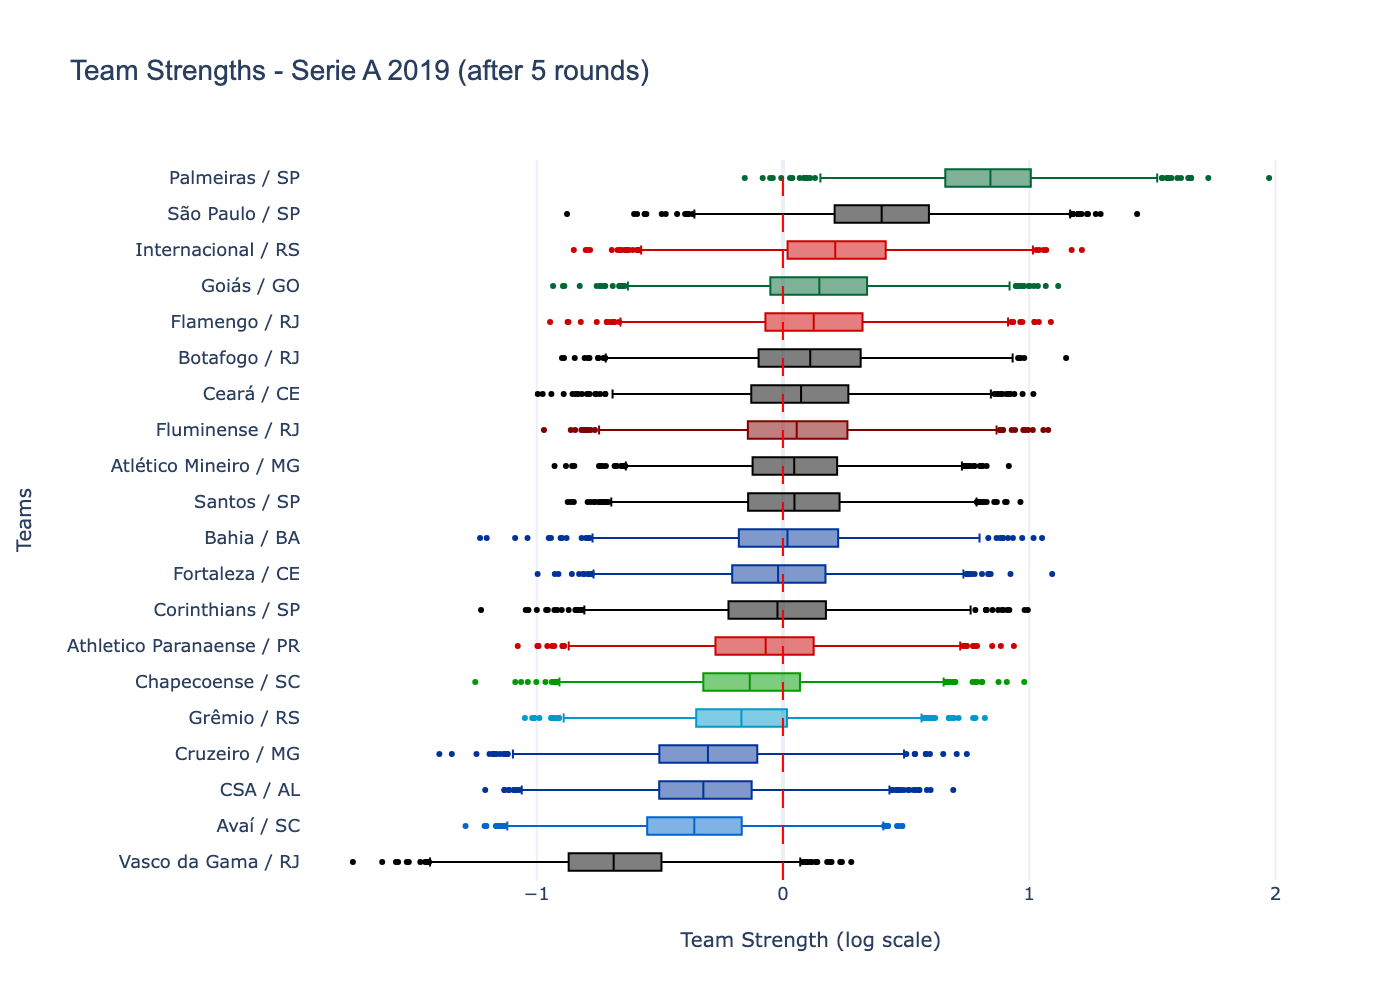 Team Strengths - Serie A 2019 (after 5 rounds)
Teams
Palmeiras / SP
São Paulo / SP
Internacional / RS
Goiás / GO
Flamengo / RJ
Botafogo / RJ
Ceará / CE
Fluminense / RJ
Atlético Mineiro / MG
Santos / SP
Bahia / BA
Fortaleza / CE
Corinthians / SP
Athletico Paranaense / PR
Chapecoense / SC
Grêmio / RS
Cruzeiro / MG
CSA / AL
Avaí / SC
Vasco da Gama / RJ
−1 0 1 2
Team Strength (log scale)